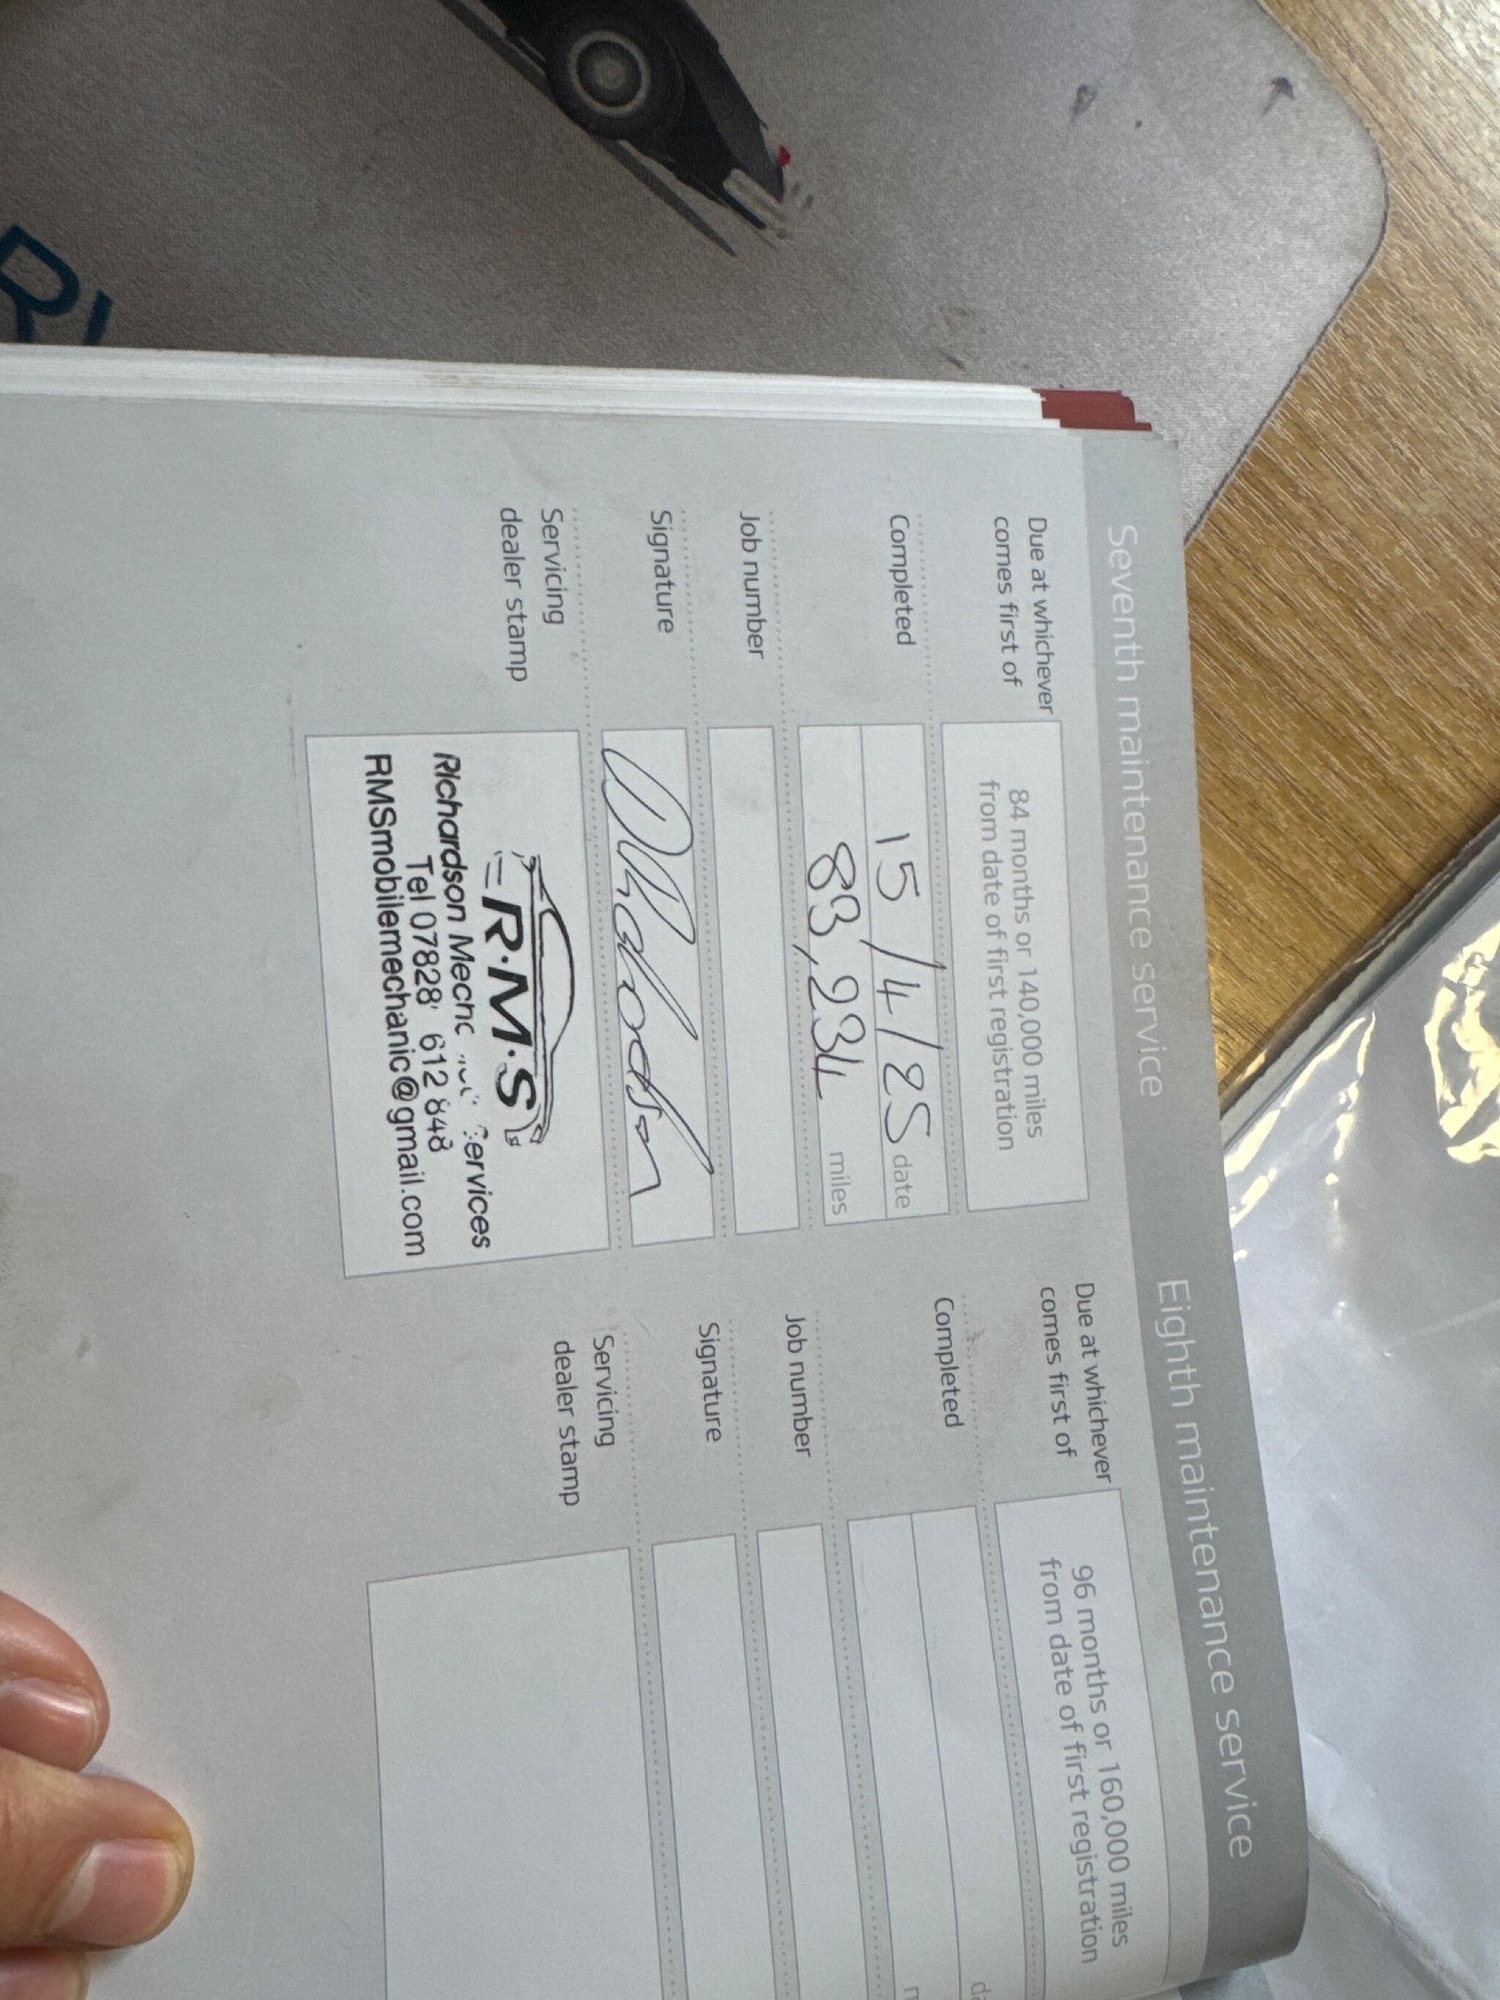 Seventh maintenance service
Due at whichever
comes first of
84 months or 140,000 miles
from date of first registration
Completed
15/4/25 date
83,234 miles
Job number
Signature
Servicing
dealer stamp
R·M·S
Richardson Services
Tel 07828 612 848
RMSmobilemechanic@gmail.com
Eighth maintenance service
Due at whichever
comes first of
96 months or 160,000 miles
from date of first registration
Completed
Job number
Signature
Servicing
dealer stamp